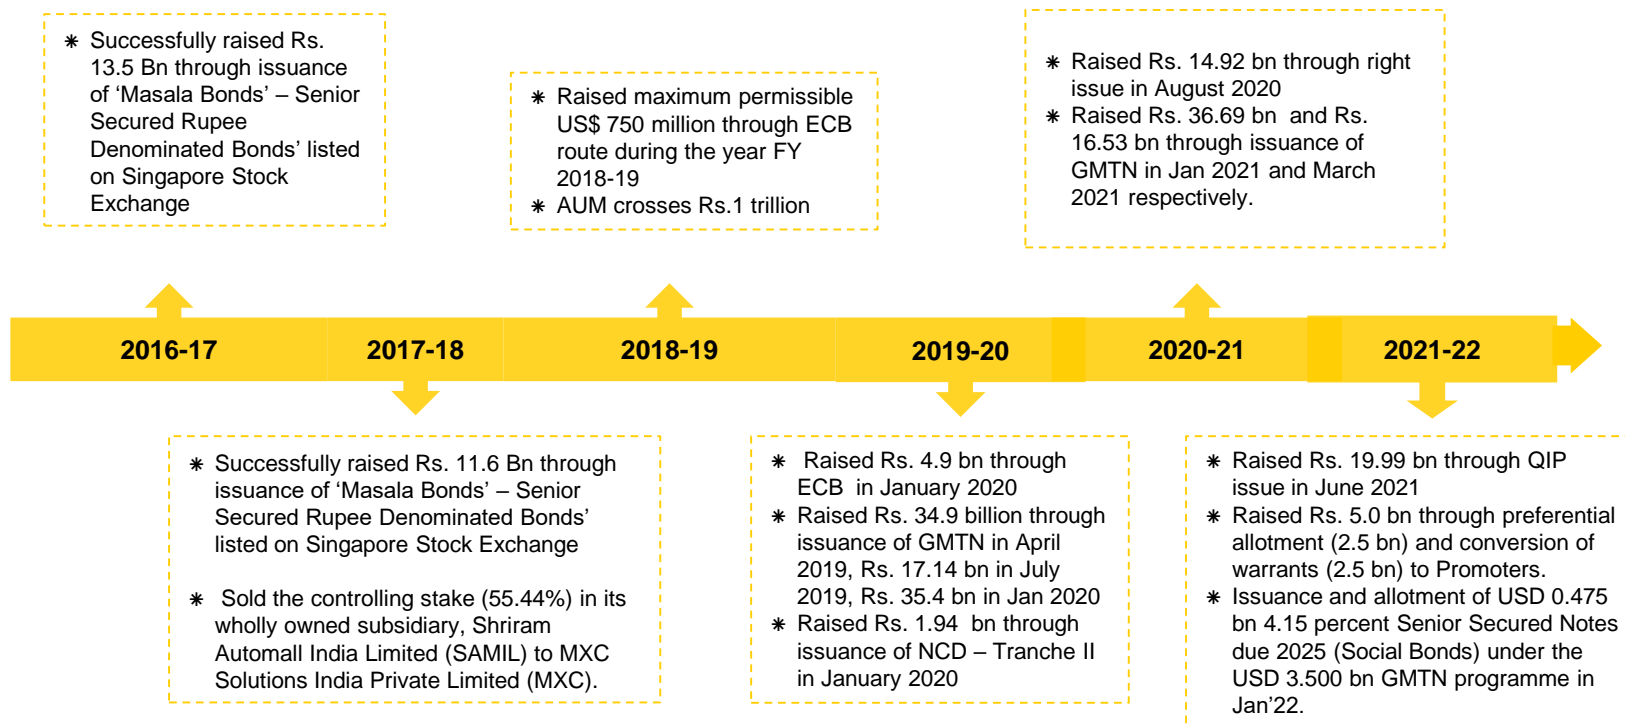 ⁕ Successfully raised Rs.
13.5 Bn through issuance
of ‘Masala Bonds’ – Senior
Secured Rupee
Denominated Bonds’ listed
on Singapore Stock
Exchange
⁕ Raised maximum permissible
US$ 750 million through ECB
route during the year FY
2018-19
⁕ AUM crosses Rs.1 trillion
⁕ Raised Rs. 14.92 bn through right
issue in August 2020
⁕ Raised Rs. 36.69 bn and Rs.
16.53 bn through issuance of
GMTN in Jan 2021 and March
2021 respectively.
2016-17
2017-18
2018-19
2019-20
2020-21
2021-22
⁕ Successfully raised Rs. 11.6 Bn through
issuance of ‘Masala Bonds’ – Senior
Secured Rupee Denominated Bonds’
listed on Singapore Stock Exchange
⁕ Sold the controlling stake (55.44%) in its
wholly owned subsidiary, Shriram
Automall India Limited (SAMIL) to MXC
Solutions India Private Limited (MXC).
⁕ Raised Rs. 4.9 bn through
ECB in January 2020
⁕ Raised Rs. 34.9 billion through
issuance of GMTN in April
2019, Rs. 17.14 bn in July
2019, Rs. 35.4 bn in Jan 2020
⁕ Raised Rs. 1.94 bn through
issuance of NCD – Tranche II
in January 2020
⁕ Raised Rs. 19.99 bn through QIP
issue in June 2021
⁕ Raised Rs. 5.0 bn through preferential
allotment (2.5 bn) and conversion of
warrants (2.5 bn) to Promoters.
⁕ Issuance and allotment of USD 0.475
bn 4.15 percent Senior Secured Notes
due 2025 (Social Bonds) under the
USD 3.500 bn GMTN programme in
Jan’22.